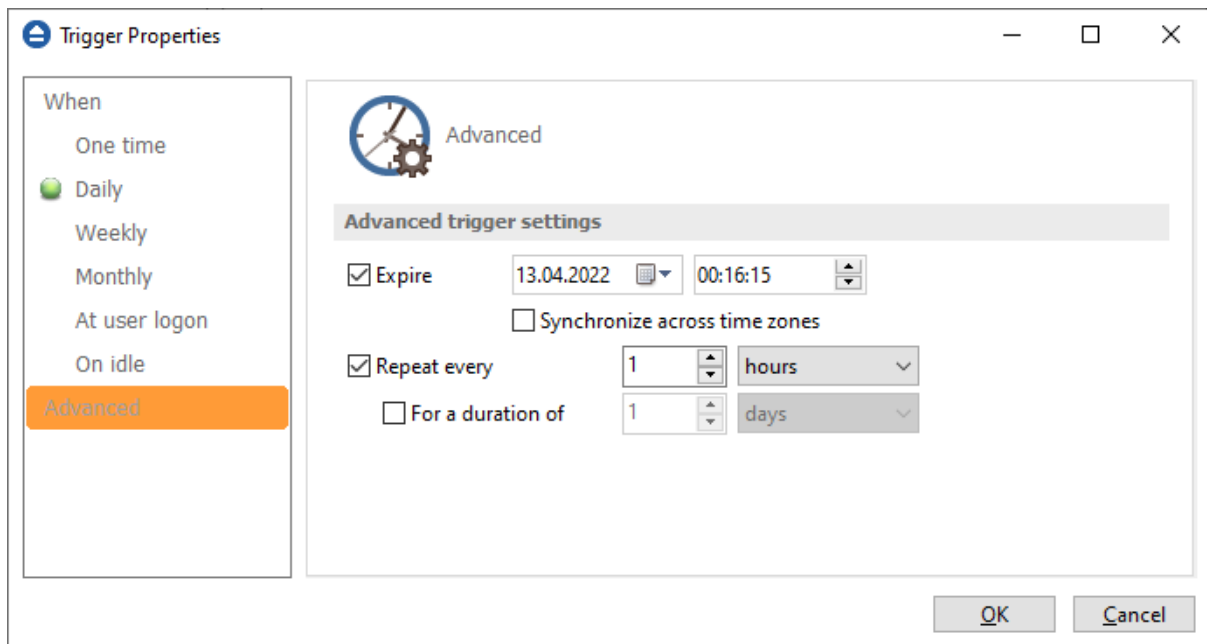 Trigger Properties
When
One time
Daily
Weekly
Monthly
At user logon
On idle
Advanced
Advanced
Advanced trigger settings
Expire 13.04.2022 00:16:15
Synchronize across time zones
Repeat every 1 hours
For a duration of 1 days
OK Cancel